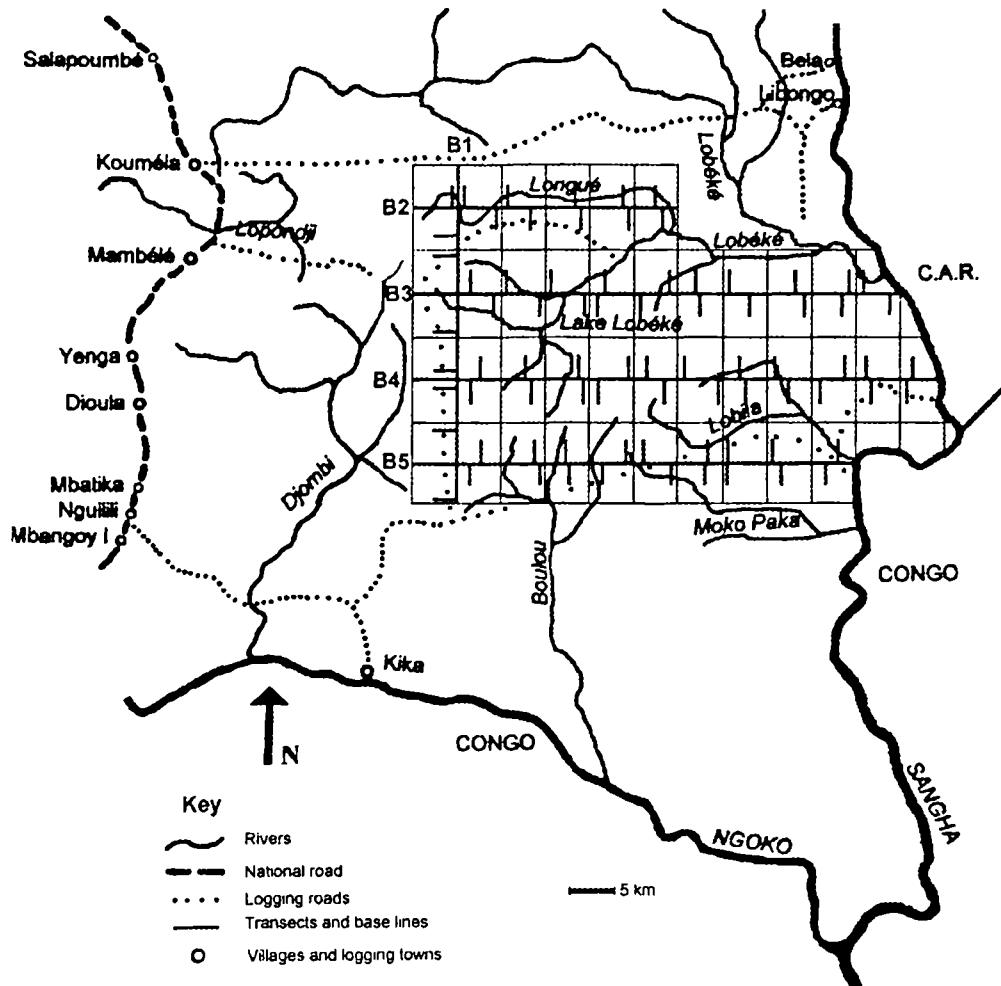 Salapoumbé
Bela
Libongo
B1
Kouméla
Lobéké
Longué
B2
Lopondji
Lobéké
Mambélé
C.A.R.
B3
Lake Lobéké
Yenga
B4
Dioula
Lobila
B5
Djombi
Mbatika
Nguilili
Moko Paka
Mbangoy I
Boulou
CONGO
Kika
N
CONGO
SANGHA
Key
NGOKO
Rivers
National road
Logging roads
5 km
Transects and base lines
Villages and logging towns